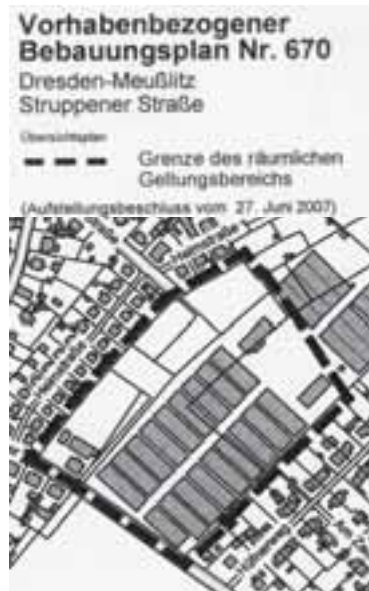 Vorhabenbezogener
Bebauungsplan Nr. 670
Dresden-Meußlitz
Struppener Straße
Übersichtsplan
Grenze des räumlichen
Geltungsbereichs
(Aufstellungsbeschluss vom 27. Juni 2007)